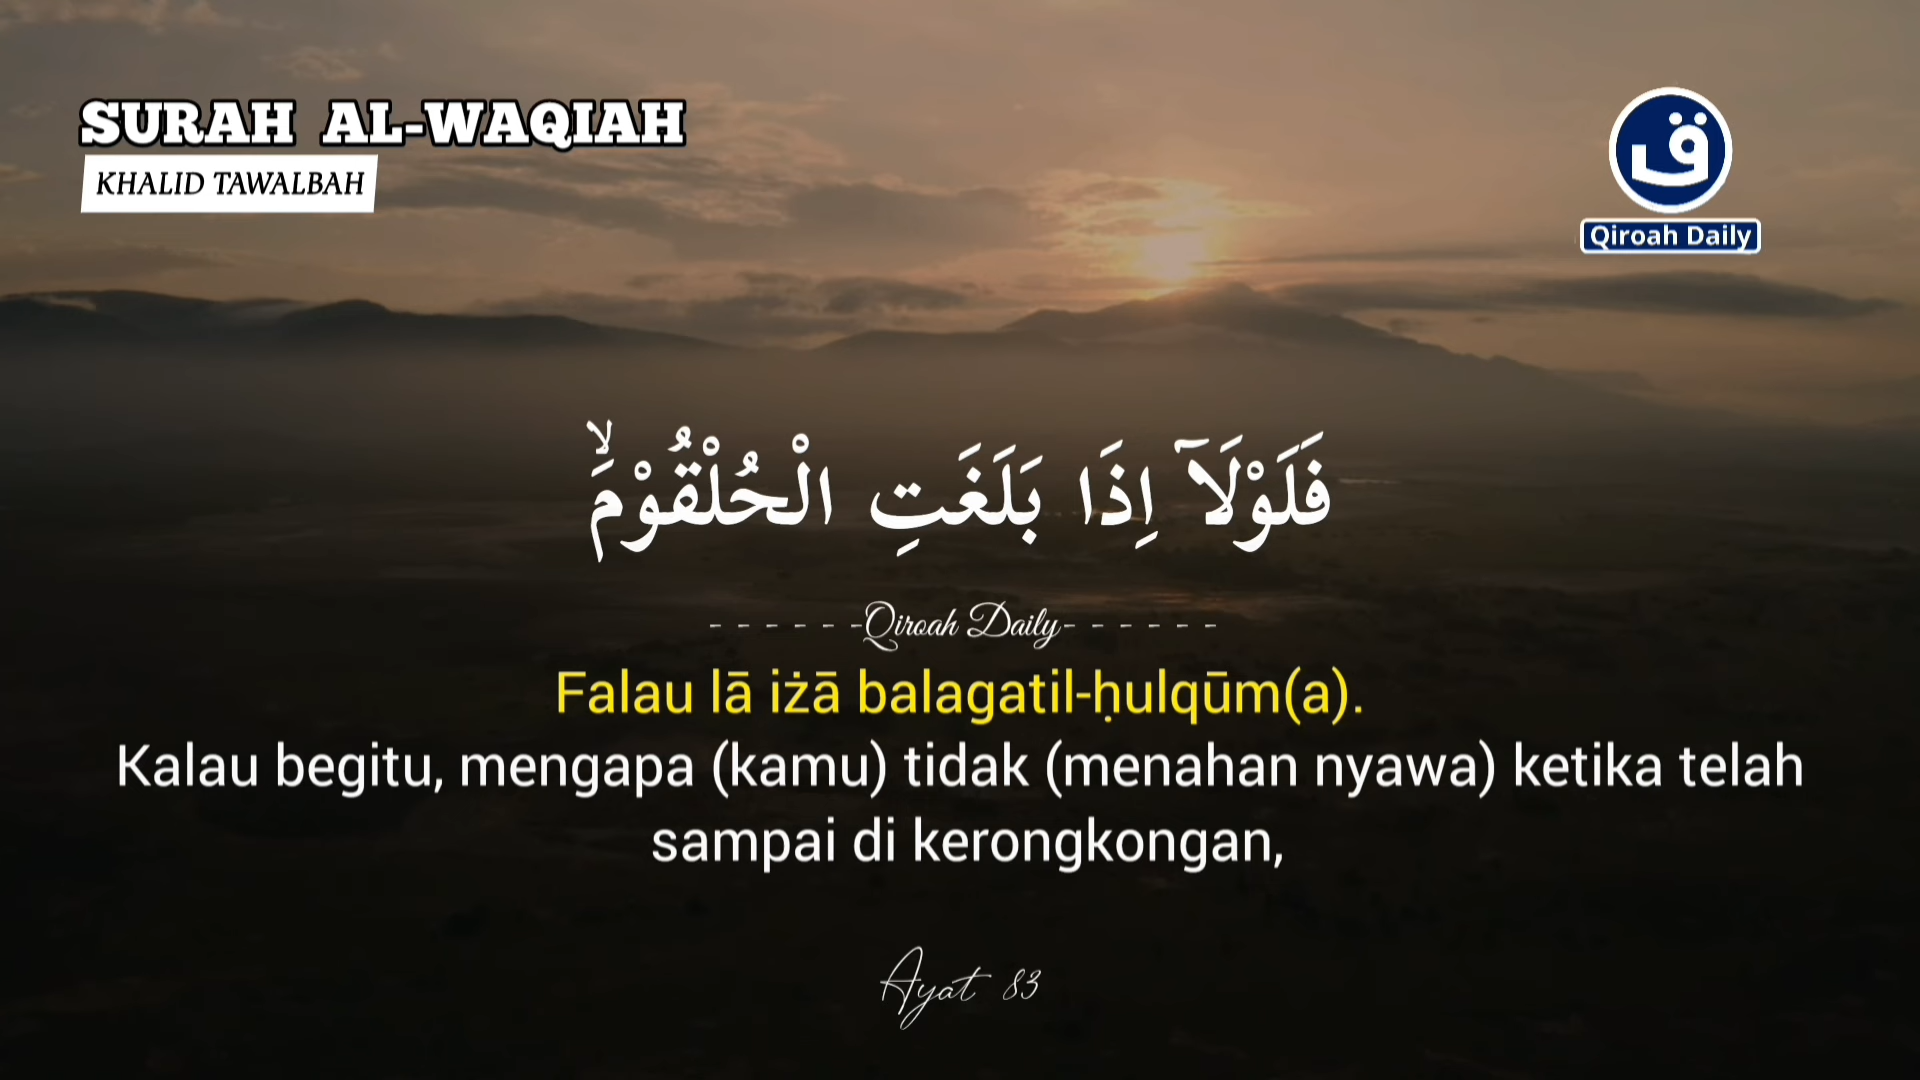 SURAH AL-WAQIAH
KHALID TAWALBAH
ق
Qiroah Daily
فَلَوْلَآ اِذَا بَلَغَتِ الْحُلْقُوْمَۙ
------Qiroah Daily------
Falau lā iżā balagatil-ḥulqūm(a).
Kalau begitu, mengapa (kamu) tidak (menahan nyawa) ketika telah
sampai di kerongkongan,
Ayat 83